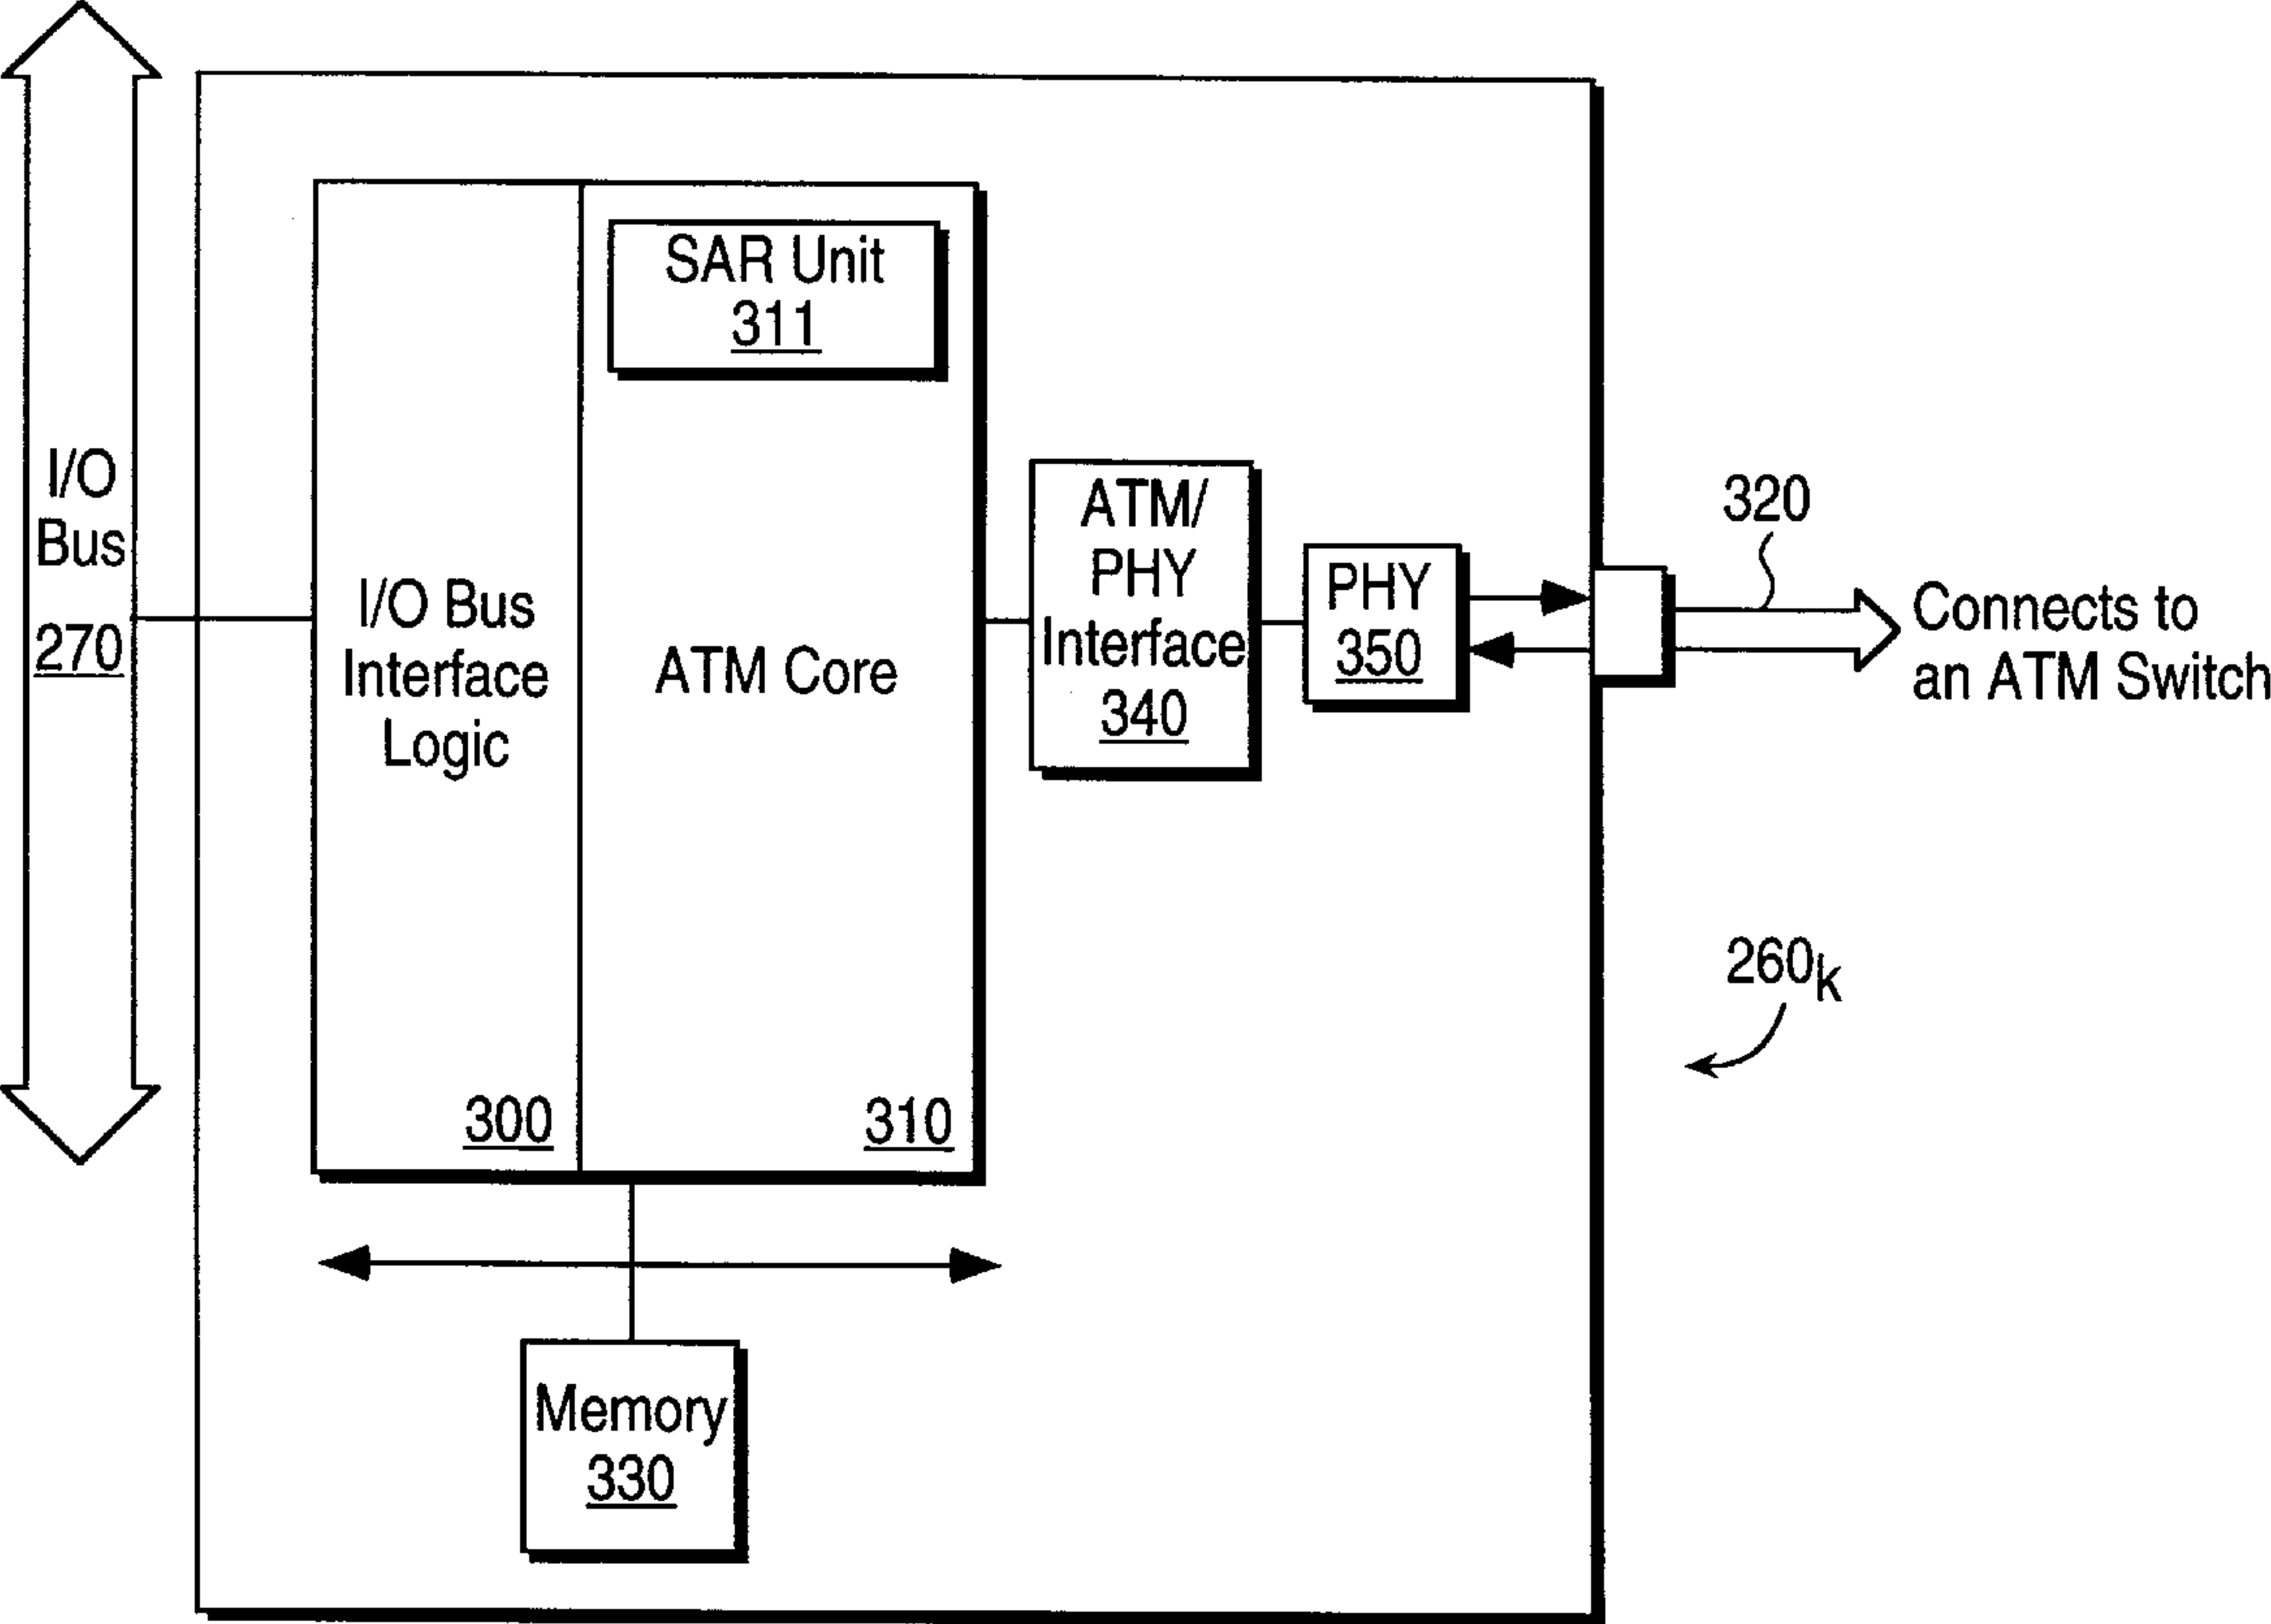 I/O
Bus
270
I/O Bus
Interface
Logic
300
SAR Unit
311
ATM Core
310
ATM/
PHY
Interface
340
PHY
350
320
Connects to
an ATM Switch
260k
Memory
330